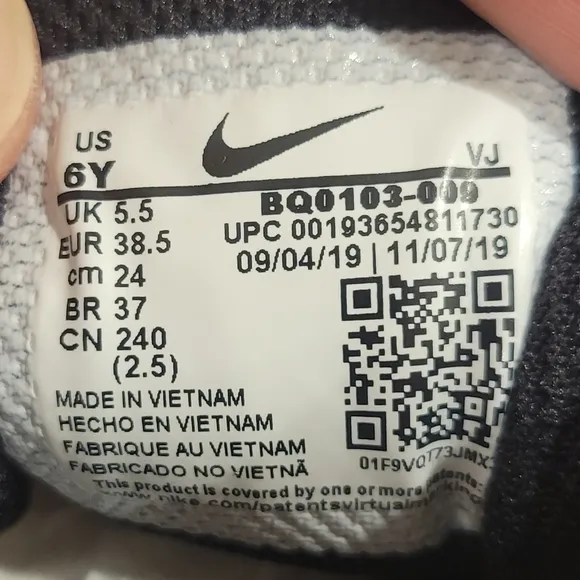 US
6Y
VJ
BQ0103-009
UK 5.5
UPC 00193654811730
EUR 38.5
09/04/19 | 11/07/19
cm 24
BR 37
CN 240
(2.5)
MADE IN VIETNAM
HECHO EN VIETNAM
FABRIQUE AU VIETNAM
FABRICADO NO VIETNÃ
This product is covered by one or more patents: